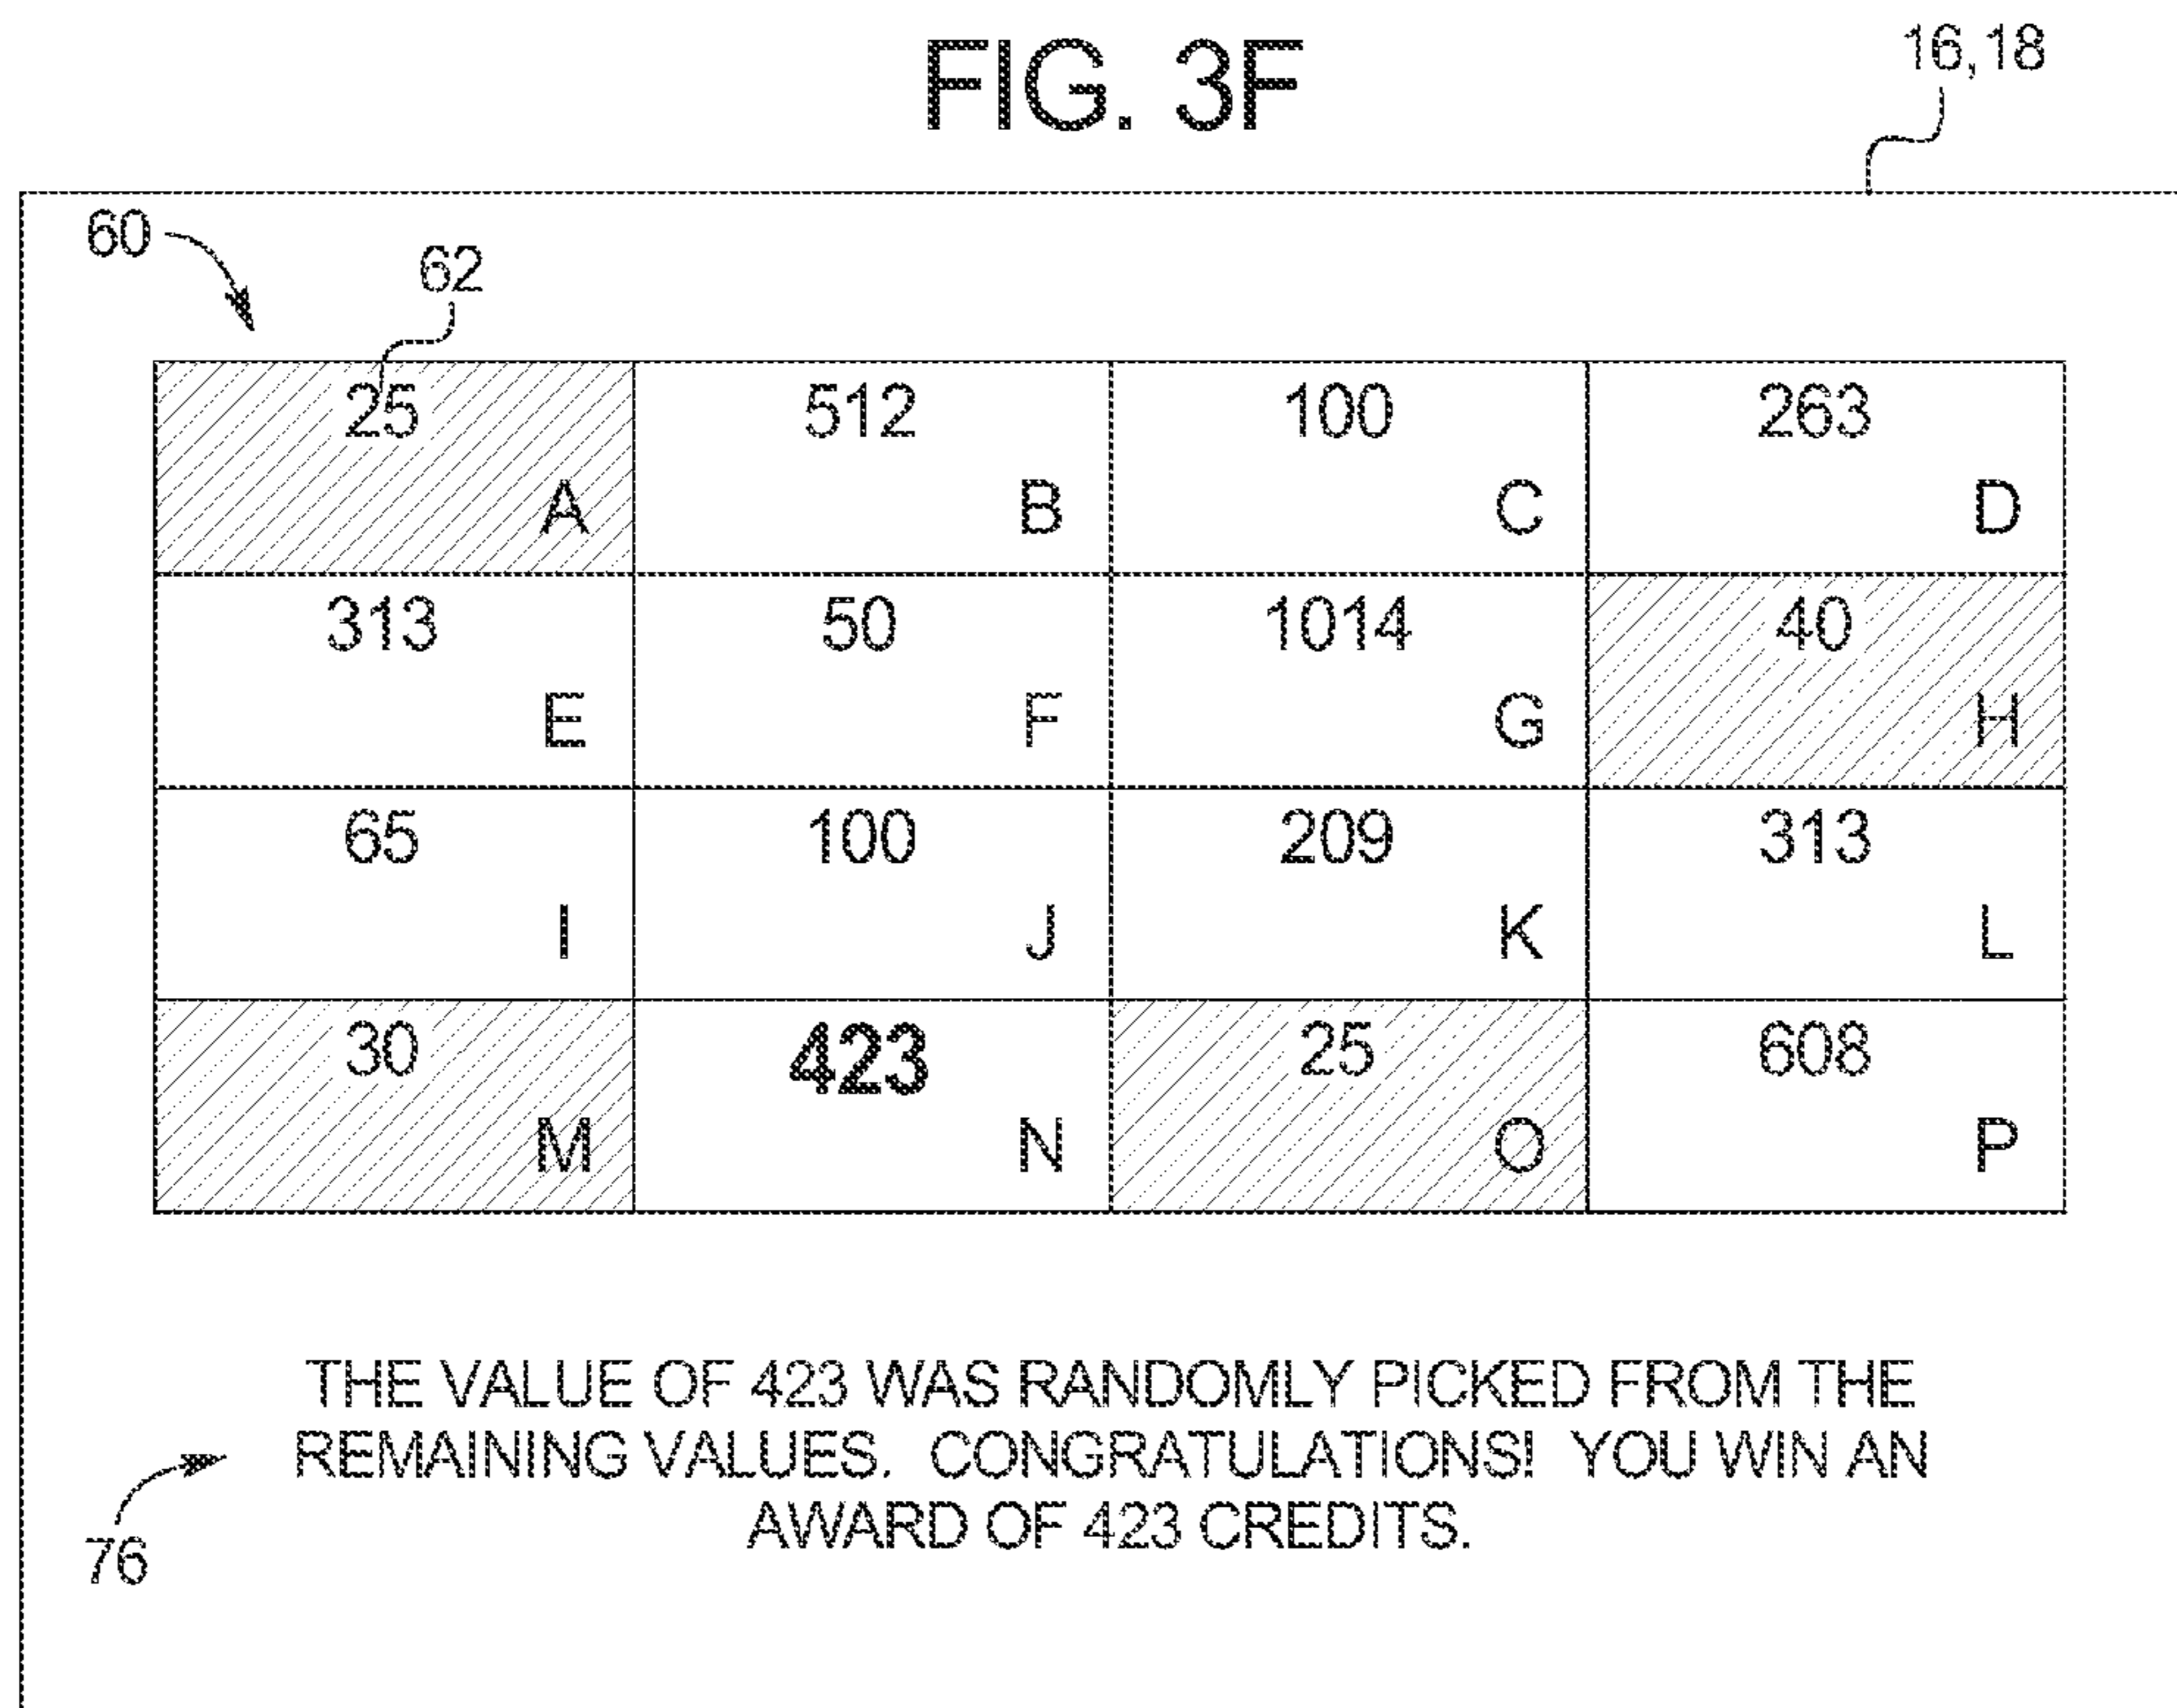 FIG. 3F
16,18
60
62
25 512 100 263
A B C D
313 50 1014 40
E F G H
65 100 209 313
I J K L
30 423 25 608
M N O P
THE VALUE OF 423 WAS RANDOMLY PICKED FROM THE
REMAINING VALUES. CONGRATULATIONS! YOU WIN AN
AWARD OF 423 CREDITS.
76